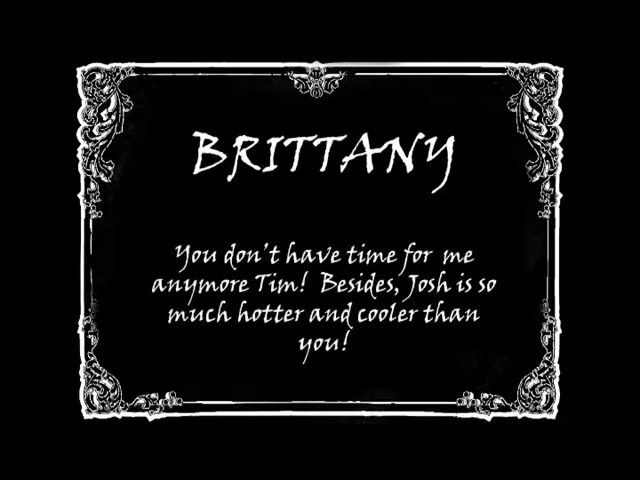 BRITTANY
You don't have time for me
anymore Tim! Besides, Josh is so
much hotter and cooler than
you!